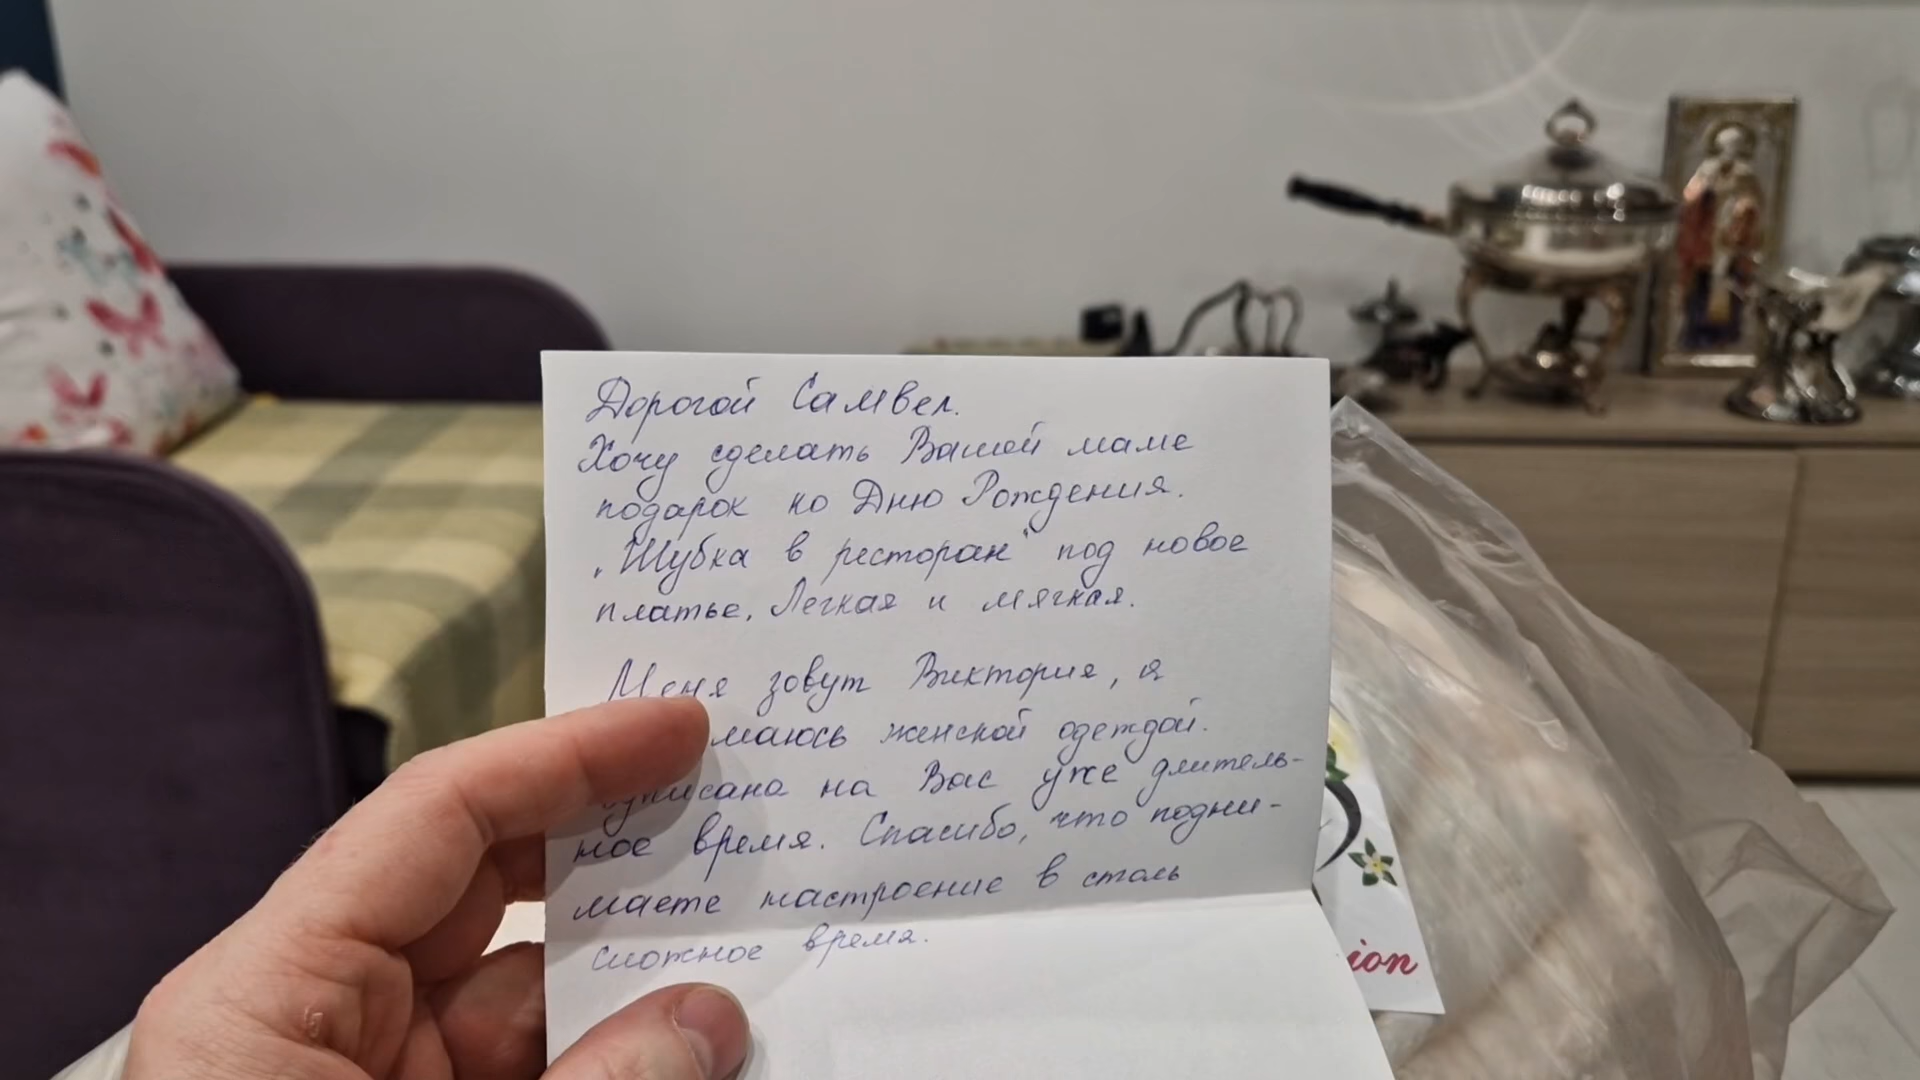 Дорогой Самвел.
Хочу сделать Вашей маме
подарок ко Дню Рождения.
„Шубка в ресторан“ под новое
платье. Легкая и мягкая.
Меня зовут Виктория, я
маюсь женской одеждой.
на Вас уже длитель-
ное время. Спасибо, что подни-
маете настроение в столь
сложное время.
ion